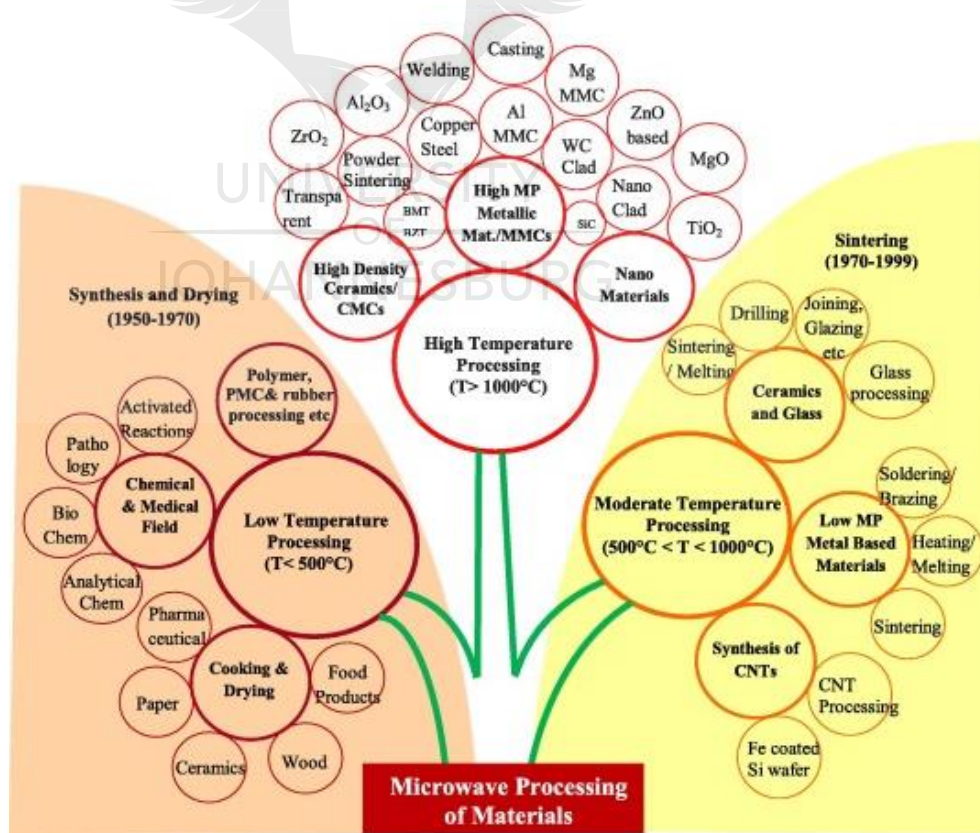 Casting
Welding
Mg
MMC
Al₂O₃
Al
MMC
ZnO
based
ZrO₂
Copper
Steel
WC
Clad
MgO
Powder
Sintering
UNIVERSITY
OF
JOHANNESBURG
Transpa
rent
BMT
BZT
High MP
Metallic
Mat./MMCs
SiC
Nano
Clad
TiO₂
High Density
Ceramics/
CMCs
Nano
Materials
High Temperature
Processing
(T> 1000°C)
Synthesis and Drying
(1950-1970)
Polymer,
PMC& rubber
processing etc
Activated
Reactions
Patho
logy
Chemical
& Medical
Field
Bio
Chem
Analytical
Chem
Low Temperature
Processing
(T< 500°C)
Pharma
ceutical
Cooking &
Drying
Food
Products
Paper
Ceramics
Wood
Sintering
(1970-1999)
Drilling
Joining,
Glazing
etc
Sintering
/ Melting
Ceramics
and Glass
Glass
processing
Moderate Temperature
Processing
(500°C < T < 1000°C)
Soldering/
Brazing
Low MP
Metal Based
Materials
Heating/
Melting
Sintering
Synthesis of
CNTs
CNT
Processing
Fe coated
Si wafer
Microwave Processing
of Materials